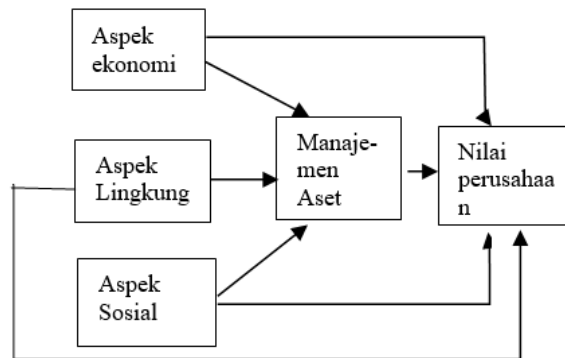 Aspek
ekonomi
Aspek
Lingkung
Aspek
Sosial
Manaje-
men
Aset
Nilai
perusahaa
n